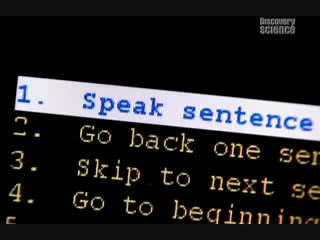 Discovery
SCIENCE
1. Speak sentence
2. Go back one sen
3. Skip to next se
4. Go to beginning
5